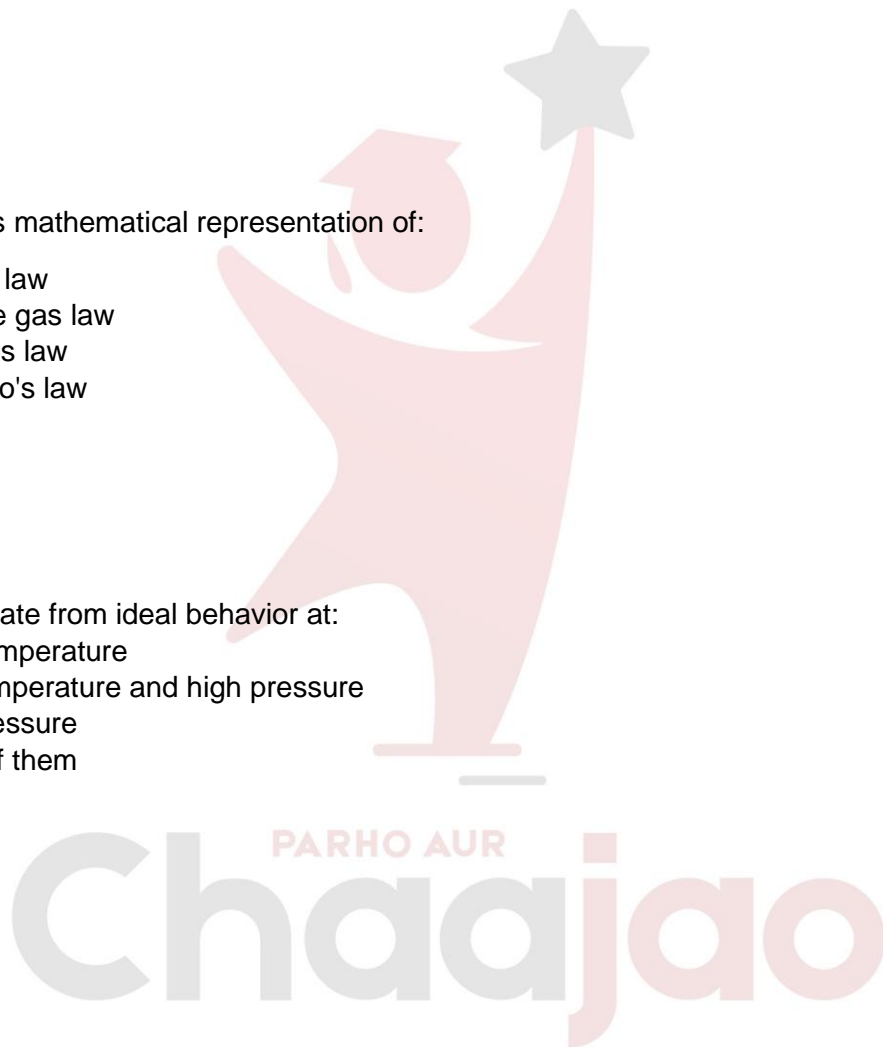 s mathematical representation of:
law
e gas law
s law
o's law
ate from ideal behavior at:
mperature
mperature and high pressure
essure
f them
PARHO AUR
Chaajao